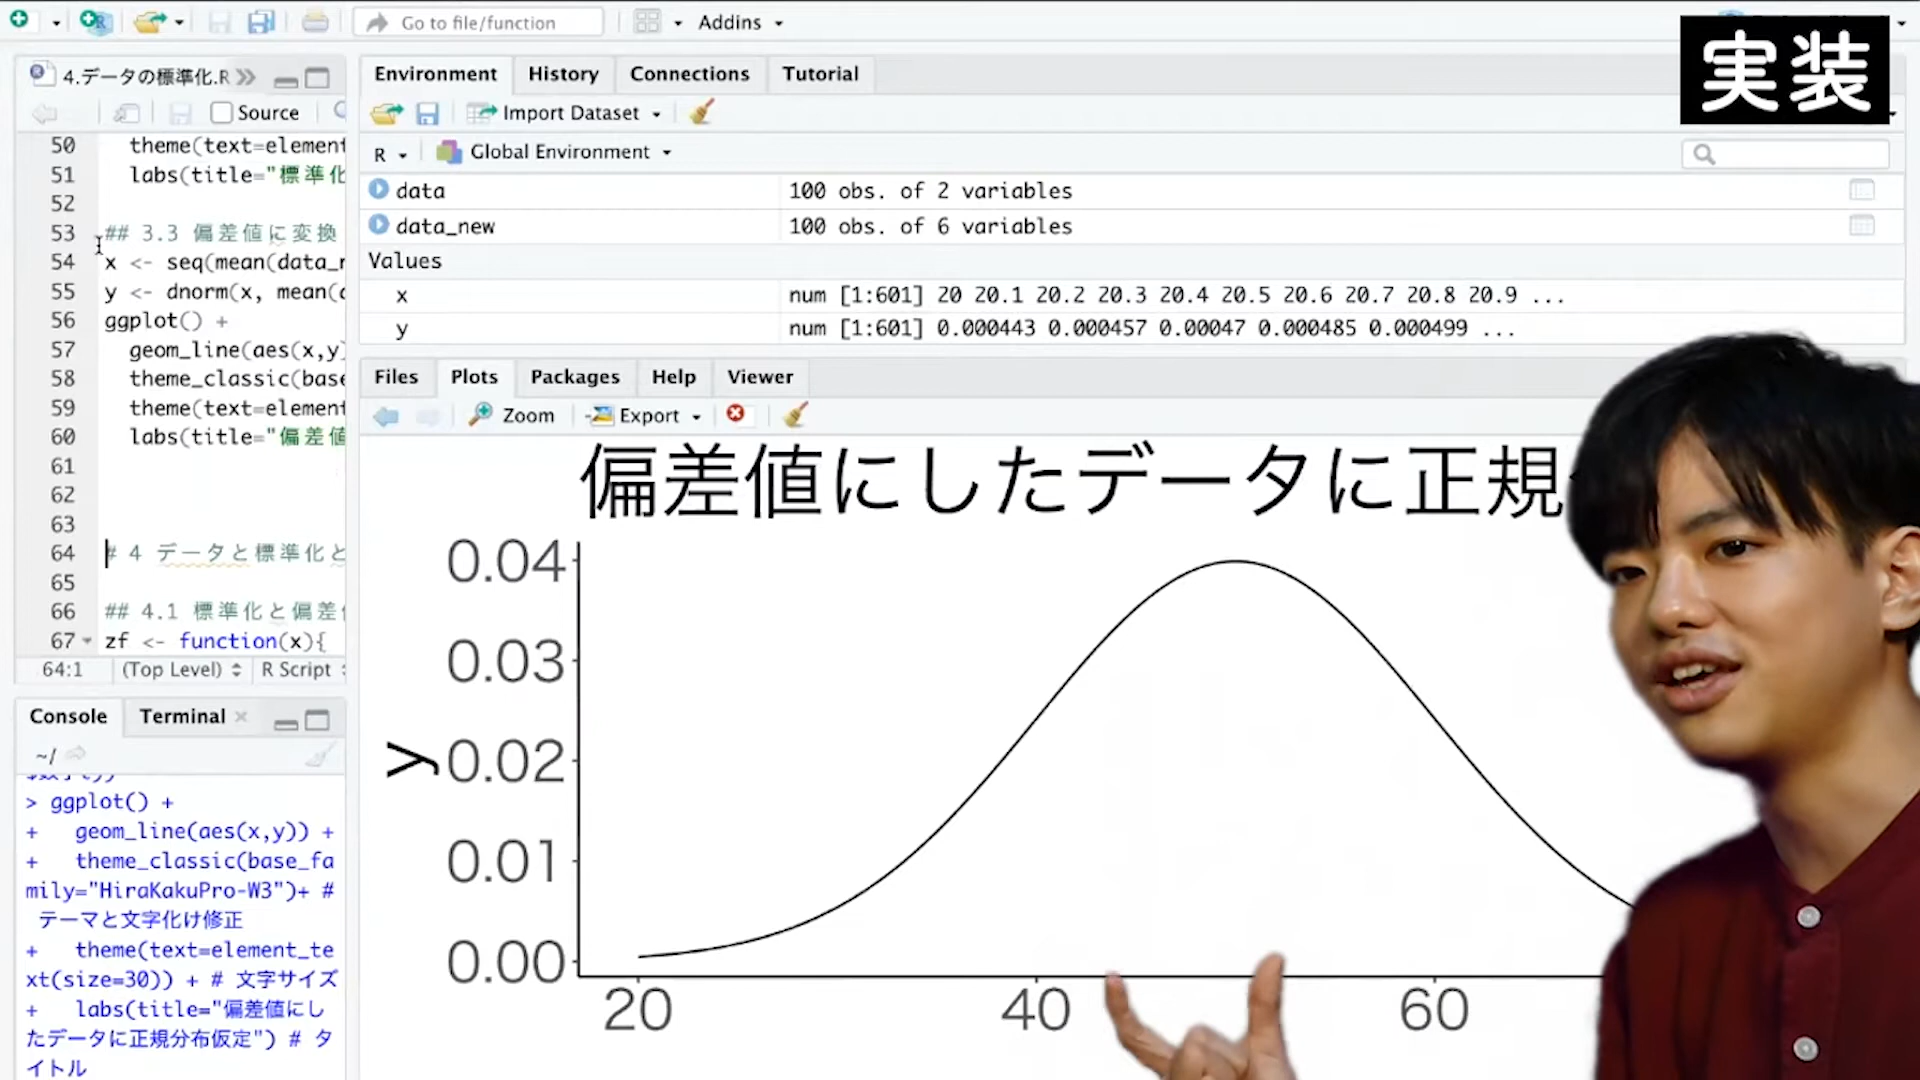 Go to file/function
Addins
実装
4.データの標準化.R
Source
50 theme(text=element
51 labs(title="標準化
52
53 ## 3.3 偏差値に変換
54 x <- seq(mean(data_n
55 y <- dnorm(x, mean(d
56 ggplot() +
57 geom_line(aes(x,y)
58 theme_classic(base
59 theme(text=element
60 labs(title="偏差値
61
62
63
64 # 4 データと標準化と
65
66 ## 4.1 標準化と偏差値
67 zf <- function(x){
64:1 (Top Level) R Script
Console Terminal
~/
> ggplot() +
+ geom_line(aes(x,y)) +
+ theme_classic(base_fa
mily="HiraKakuPro-W3")+ #
テーマと文字化け修正
+ theme(text=element_te
xt(size=30)) + # 文字サイズ
+ labs(title="偏差値にし
たデータに正規分布仮定") # タ
イトル
Environment History Connections Tutorial
Import Dataset
R Global Environment
data 100 obs. of 2 variables
data_new 100 obs. of 6 variables
Values
x num [1:601] 20 20.1 20.2 20.3 20.4 20.5 20.6 20.7 20.8 20.9 ...
y num [1:601] 0.000443 0.000457 0.00047 0.000485 0.000499 ...
Files Plots Packages Help Viewer
Zoom Export
偏差値にしたデータに正規
0.04
0.03
0.02
0.01
0.00
y
20 40 60